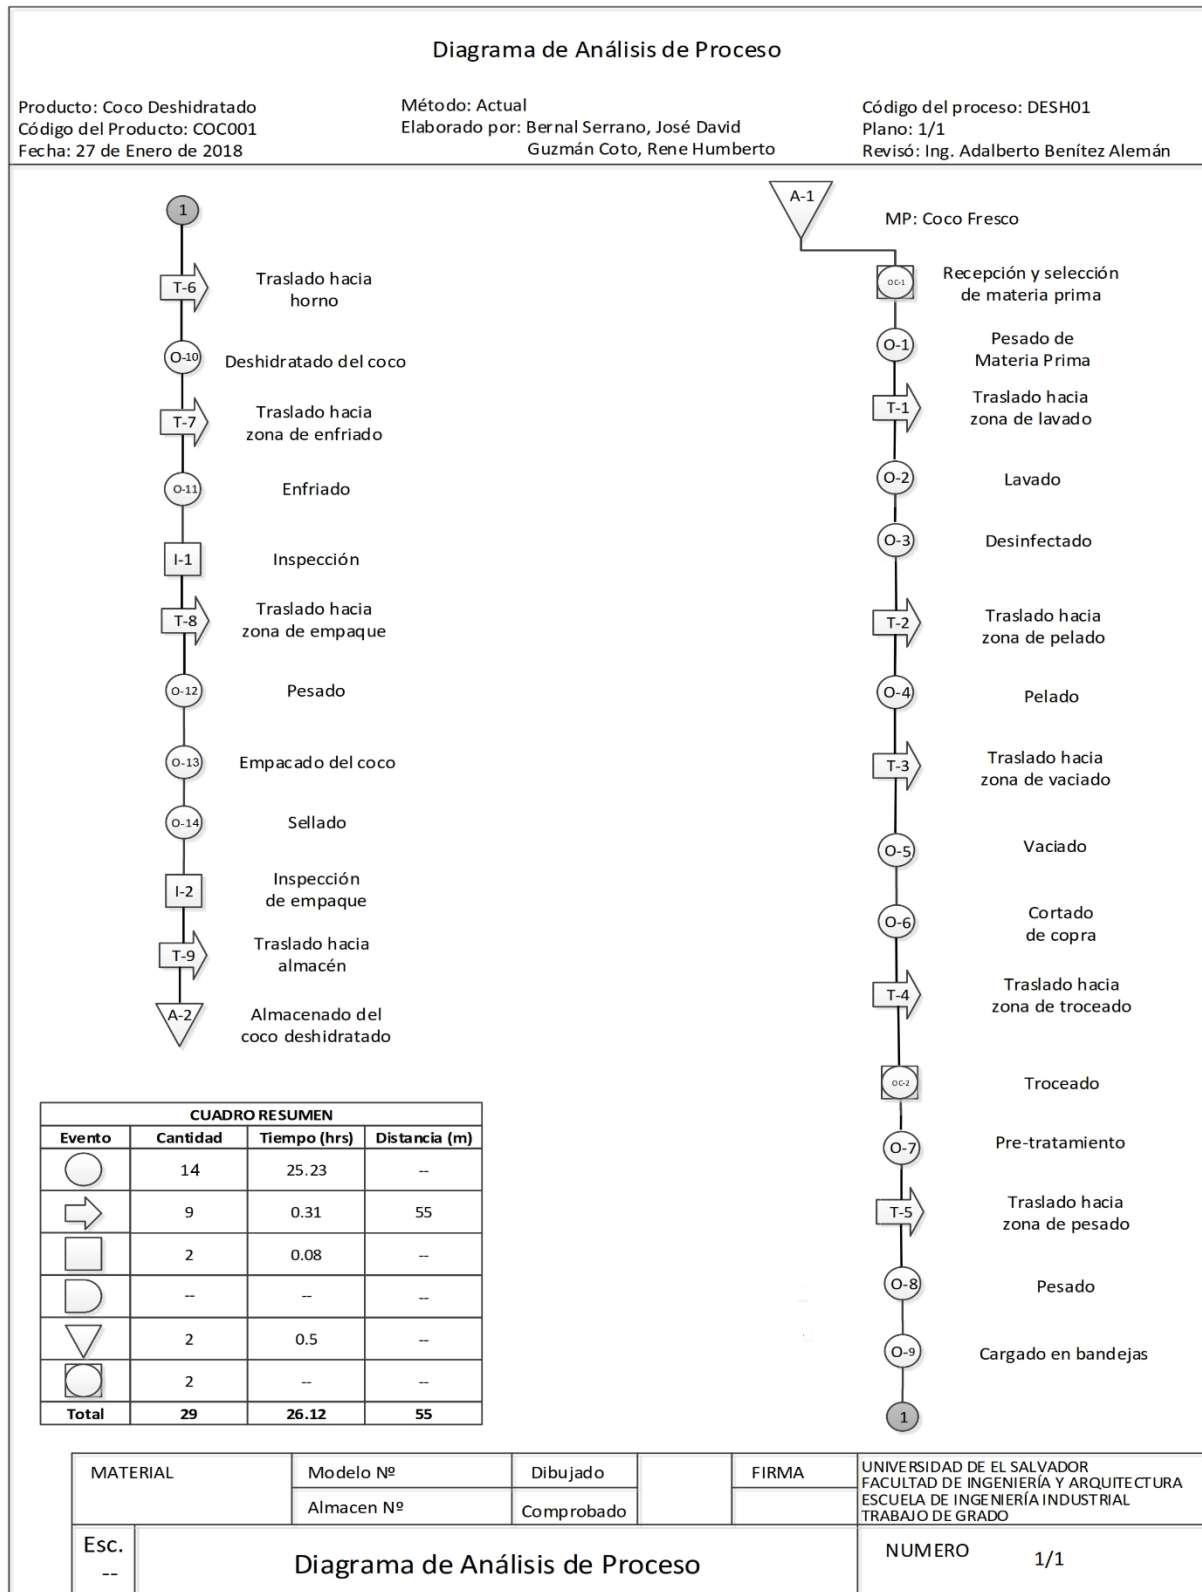 Diagrama de Análisis de Proceso
Producto: Coco Deshidratado
Código del Producto: COC001
Fecha: 27 de Enero de 2018
Método: Actual
Elaborado por: Bernal Serrano, José David
Guzmán Coto, Rene Humberto
Código del proceso: DESH01
Plano: 1/1
Revisó: Ing. Adalberto Benítez Alemán
1
T-6
Traslado hacia
horno
O-10
Deshidratado del coco
T-7
Traslado hacia
zona de enfriado
O-11
Enfriado
I-1
Inspección
T-8
Traslado hacia
zona de empaque
O-12
Pesado
O-13
Empacado del coco
O-14
Sellado
I-2
Inspección
de empaque
T-9
Traslado hacia
almacén
A-2
Almacenado del
coco deshidratado
A-1
MP: Coco Fresco
OC-1
Recepción y selección
de materia prima
O-1
Pesado de
Materia Prima
T-1
Traslado hacia
zona de lavado
O-2
Lavado
O-3
Desinfectado
T-2
Traslado hacia
zona de pelado
O-4
Pelado
T-3
Traslado hacia
zona de vaciado
O-5
Vaciado
O-6
Cortado
de copra
T-4
Traslado hacia
zona de troceado
OC-2
Troceado
O-7
Pre-tratamiento
T-5
Traslado hacia
zona de pesado
O-8
Pesado
O-9
Cargado en bandejas
1
CUADRO RESUMEN
Evento Cantidad Tiempo (hrs) Distancia (m)
14 25.23 --
9 0.31 55
2 0.08 --
-- -- --
2 0.5 --
2 -- --
Total 29 26.12 55
MATERIAL
Modelo Nº
Dibujado
FIRMA
Almacen Nº
Comprobado
UNIVERSIDAD DE EL SALVADOR
FACULTAD DE INGENIERÍA Y ARQUITECTURA
ESCUELA DE INGENIERÍA INDUSTRIAL
TRABAJO DE GRADO
Esc.
--
Diagrama de Análisis de Proceso
NUMERO 1/1